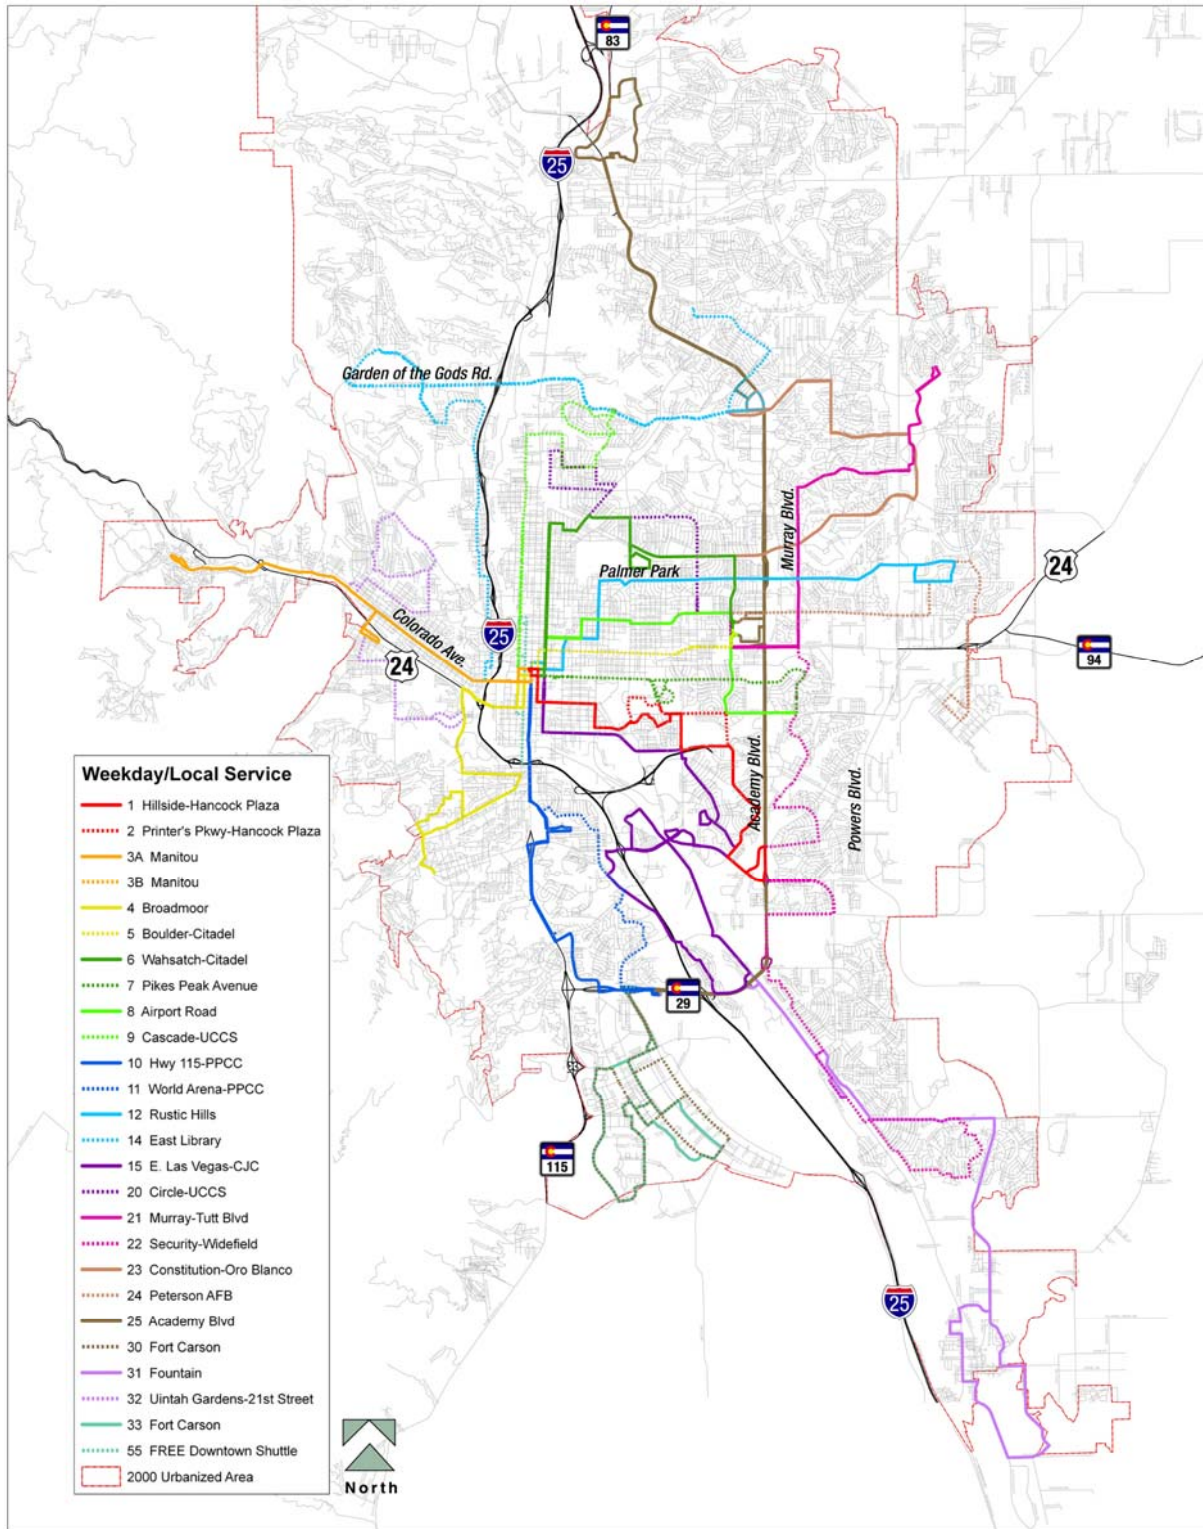 83
25
Garden of the Gods Rd.
Murray Blvd.
Palmer Park
24
25
Colorado Ave.
24
94
Academy Blvd.
Powers Blvd.
29
115
25
Weekday/Local Service
1 Hillside-Hancock Plaza
2 Printer's Pkwy-Hancock Plaza
3A Manitou
3B Manitou
4 Broadmoor
5 Boulder-Citadel
6 Wahsatch-Citadel
7 Pikes Peak Avenue
8 Airport Road
9 Cascade-UCCS
10 Hwy 115-PPCC
11 World Arena-PPCC
12 Rustic Hills
14 East Library
15 E. Las Vegas-CJC
20 Circle-UCCS
21 Murray-Tutt Blvd
22 Security-Widefield
23 Constitution-Oro Blanco
24 Peterson AFB
25 Academy Blvd
30 Fort Carson
31 Fountain
32 Uintah Gardens-21st Street
33 Fort Carson
55 FREE Downtown Shuttle
2000 Urbanized Area
North